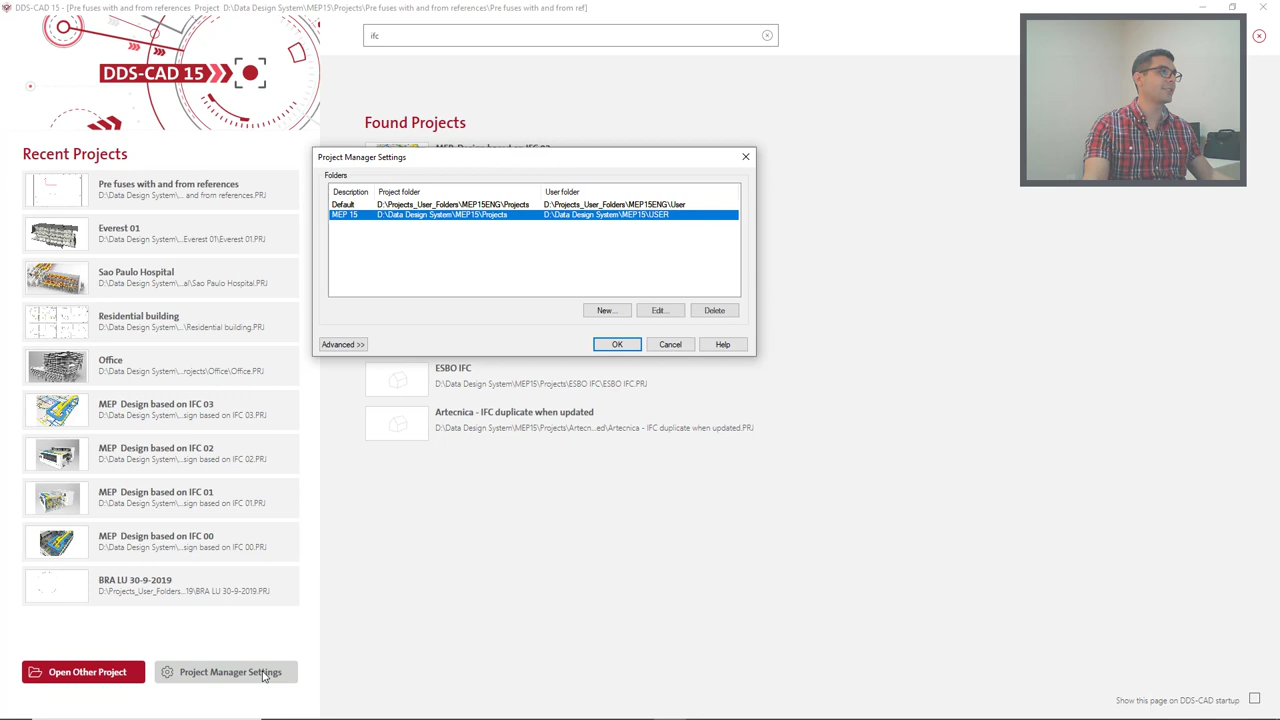 DDS-CAD 15 - [Pre fuses with and from references  Project  D:\Data Design System\MEP15\Projects\Pre fuses with and from references\Pre fuses with and from ref]
DDS-CAD 15
ifc
Recent Projects
Pre fuses with and from references
D:\Data Design System\... and from references.PRJ
Everest 01
D:\Data Design System\...Everest 01\Everest 01.PRJ
Sao Paulo Hospital
D:\Data Design System\...al\Sao Paulo Hospital.PRJ
Residential building
D:\Data Design System\...\Residential building.PRJ
Office
D:\Data Design System\...rojects\Office\Office.PRJ
MEP Design based on IFC 03
D:\Data Design System\...sign based on IFC 03.PRJ
MEP Design based on IFC 02
D:\Data Design System\...sign based on IFC 02.PRJ
MEP Design based on IFC 01
D:\Data Design System\...sign based on IFC 01.PRJ
MEP Design based on IFC 00
D:\Data Design System\...sign based on IFC 00.PRJ
BRA LU 30-9-2019
D:\Projects_User_Folders...19\BRA LU 30-9-2019.PRJ
Open Other Project
Project Manager Settings
Found Projects
Project Manager Settings
Folders
Description Project folder User folder
Default D:\Projects_User_Folders\MEP15ENG\Projects D:\Projects_User_Folders\MEP15ENG\User
MEP 15 D:\Data Design System\MEP15\Projects D:\Data Design System\MEP15\USER
New... Edit... Delete
Advanced >> OK Cancel Help
ESBO IFC
D:\Data Design System\MEP15\Projects\ESBO IFC\ESBO IFC.PRJ
Artecnica - IFC duplicate when updated
D:\Data Design System\MEP15\Projects\Artecn...ed\Artecnica - IFC duplicate when updated.PRJ
Show this page on DDS-CAD startup